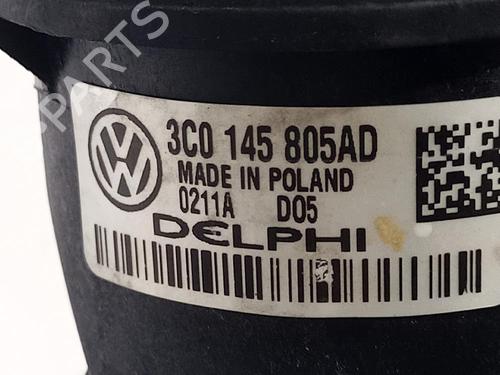 PARTS
3C0 145 805AD
MADE IN POLAND
0211A D05
DELPHI